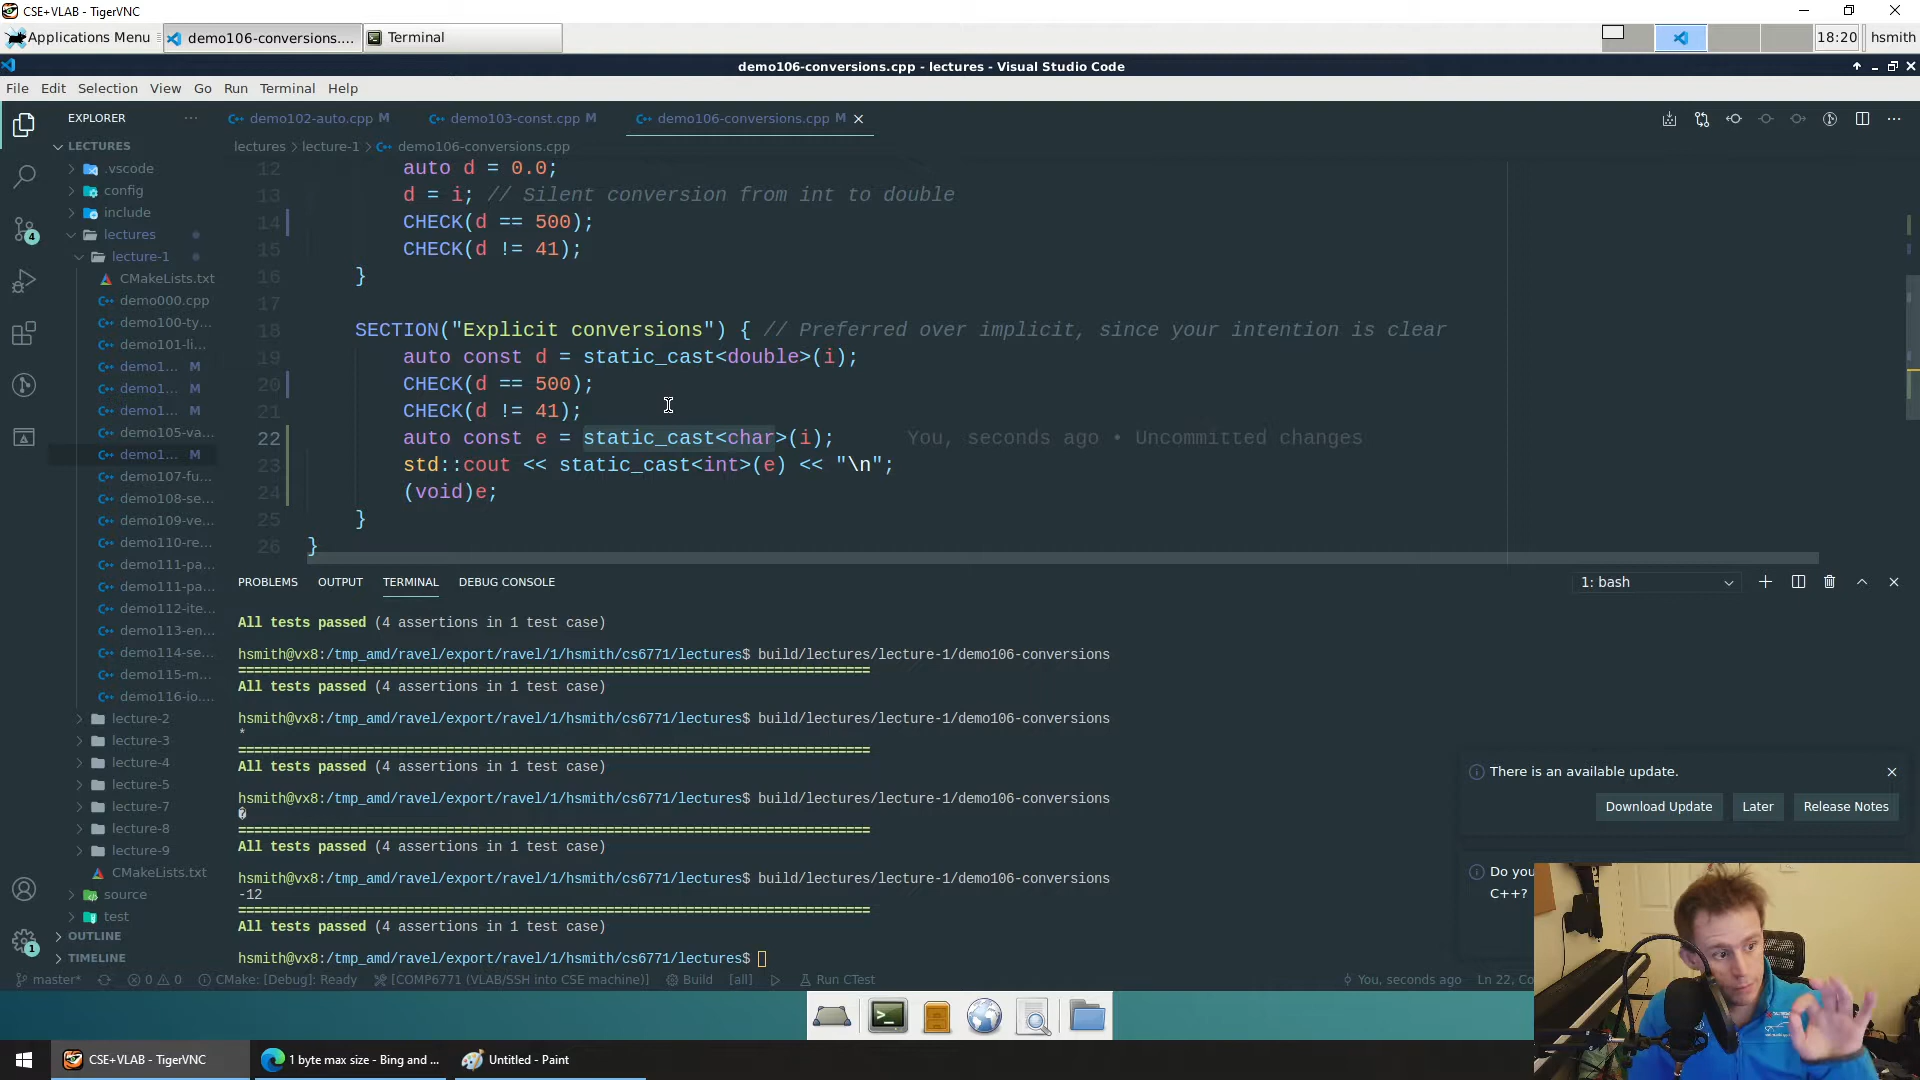 CSE+VLAB - TigerVNC
Applications Menu
demo106-conversions....
Terminal
18:20
hsmith
demo106-conversions.cpp - lectures - Visual Studio Code
File Edit Selection View Go Run Terminal Help
EXPLORER
demo102-auto.cpp M
demo103-const.cpp M
demo106-conversions.cpp M
LECTURES
.vscode
config
include
lectures
lecture-1
CMakeLists.txt
demo000.cpp
demo100-ty...
demo101-li...
demo1... M
demo1... M
demo1... M
demo105-va...
demo1... M
demo107-fu...
demo108-se...
demo109-ve...
demo110-re...
demo111-pa...
demo111-pa...
demo112-ite...
demo113-en...
demo114-se...
demo115-m...
demo116-io....
lecture-2
lecture-3
lecture-4
lecture-5
lecture-7
lecture-8
lecture-9
CMakeLists.txt
source
test
OUTLINE
TIMELINE
4
1
lectures > lecture-1 > demo106-conversions.cpp
12 auto d = 0.0;
13 d = i; // Silent conversion from int to double
14 CHECK(d == 500);
15 CHECK(d != 41);
16 }
17
18 SECTION("Explicit conversions") { // Preferred over implicit, since your intention is clear
19 auto const d = static_cast<double>(i);
20 CHECK(d == 500);
21 CHECK(d != 41);
22 auto const e = static_cast<char>(i); You, seconds ago • Uncommitted changes
23 std::cout << static_cast<int>(e) << "\n";
24 (void)e;
25 }
26 }
PROBLEMS OUTPUT TERMINAL DEBUG CONSOLE
1: bash
All tests passed (4 assertions in 1 test case)
hsmith@vx8:/tmp_amd/ravel/export/ravel/1/hsmith/cs6771/lectures$ build/lectures/lecture-1/demo106-conversions
===============================================================================
All tests passed (4 assertions in 1 test case)
hsmith@vx8:/tmp_amd/ravel/export/ravel/1/hsmith/cs6771/lectures$ build/lectures/lecture-1/demo106-conversions
*
===============================================================================
All tests passed (4 assertions in 1 test case)
hsmith@vx8:/tmp_amd/ravel/export/ravel/1/hsmith/cs6771/lectures$ build/lectures/lecture-1/demo106-conversions
�
===============================================================================
All tests passed (4 assertions in 1 test case)
hsmith@vx8:/tmp_amd/ravel/export/ravel/1/hsmith/cs6771/lectures$ build/lectures/lecture-1/demo106-conversions
-12
===============================================================================
All tests passed (4 assertions in 1 test case)
hsmith@vx8:/tmp_amd/ravel/export/ravel/1/hsmith/cs6771/lectures$
There is an available update.
Download Update Later Release Notes
Do you
C++?
master* 0 0 CMake: [Debug]: Ready [COMP6771 (VLAB/SSH into CSE machine)] Build [all] Run CTest You, seconds ago Ln 22, Co
CSE+VLAB - TigerVNC
1 byte max size - Bing and ...
Untitled - Paint